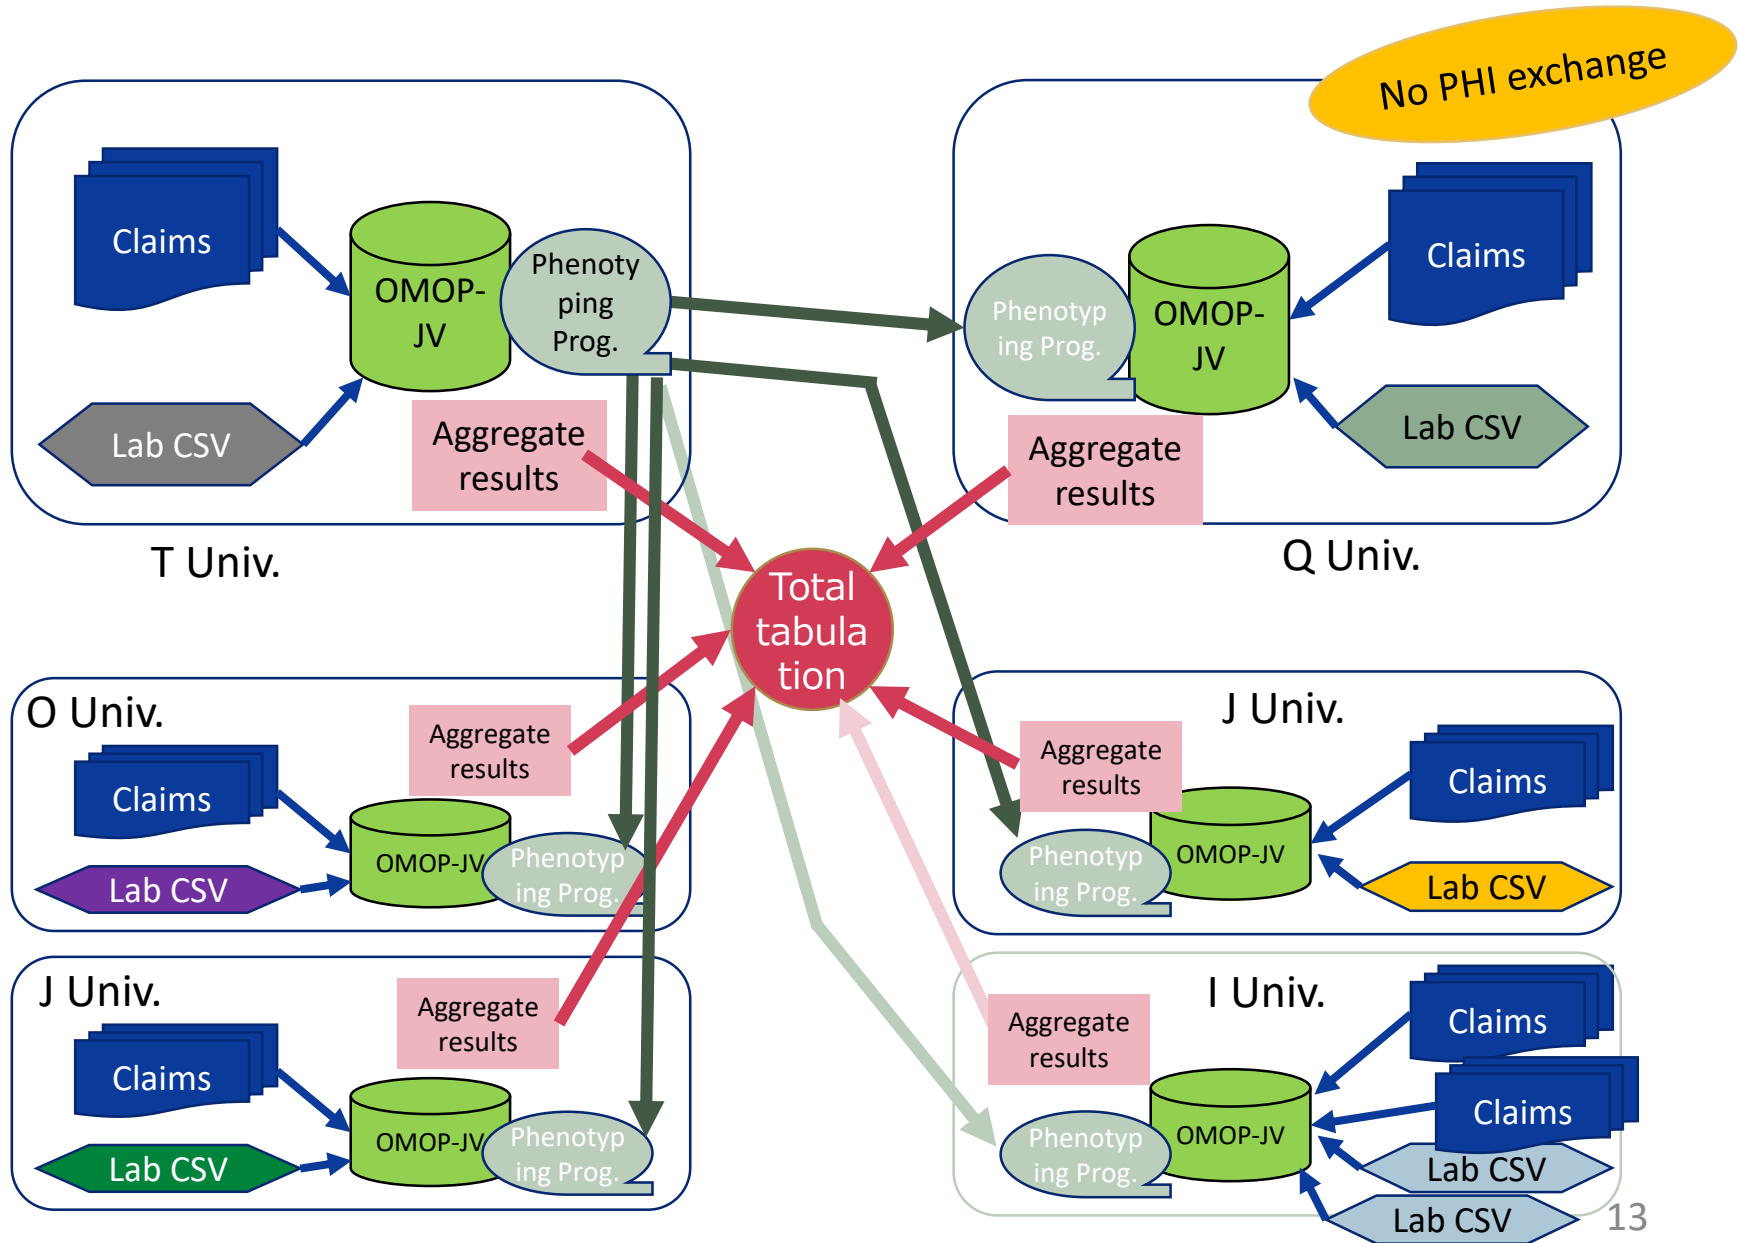 No PHI exchange
Claims
OMOP-
JV
Phenoty
ping
Prog.
Lab CSV
Aggregate
results
T Univ.
Phenotyp
ing Prog.
OMOP-
JV
Claims
Lab CSV
Aggregate
results
Q Univ.
Total
tabula
tion
O Univ.
Claims
Lab CSV
OMOP-JV
Phenotyp
ing Prog.
Aggregate
results
J Univ.
Aggregate
results
Claims
OMOP-JV
Phenotyp
ing Prog.
Lab CSV
J Univ.
Claims
Lab CSV
OMOP-JV
Phenotyp
ing Prog.
Aggregate
results
I Univ.
Aggregate
results
Claims
Claims
OMOP-JV
Phenotyp
ing Prog.
Lab CSV
Lab CSV
13